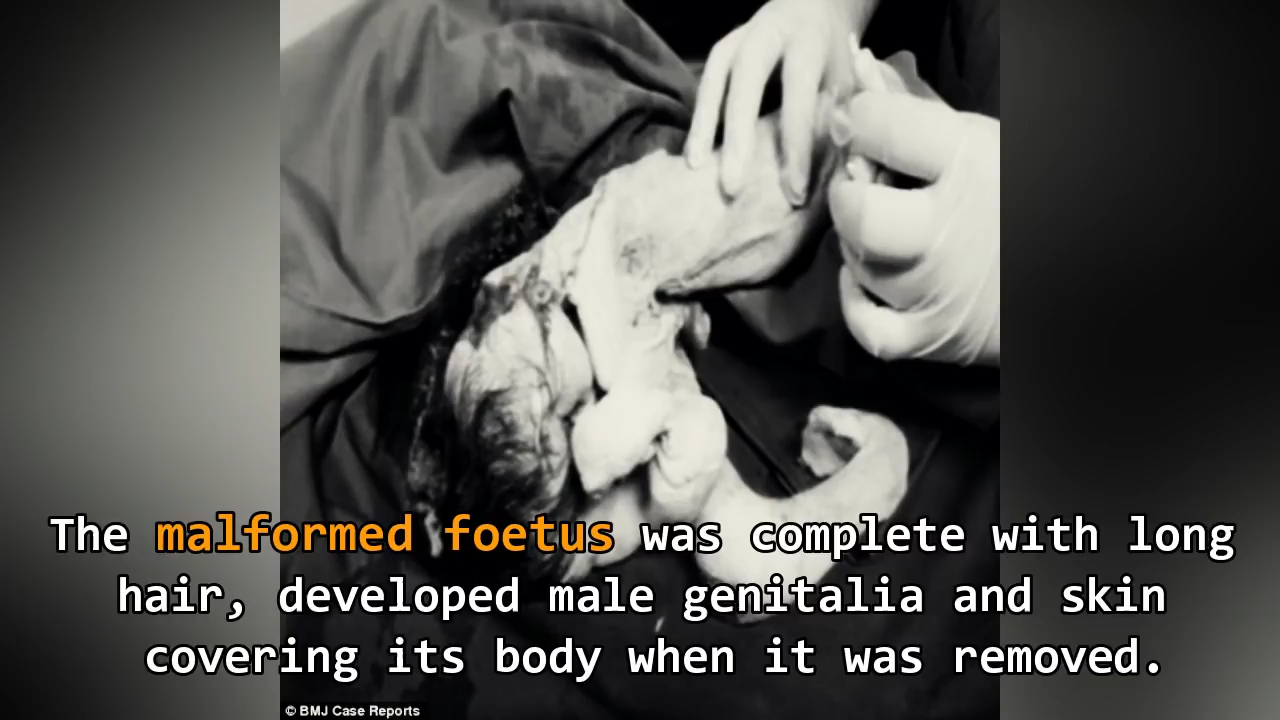 The malformed foetus was complete with long
hair, developed male genitalia and skin
covering its body when it was removed.
© BMJ Case Reports